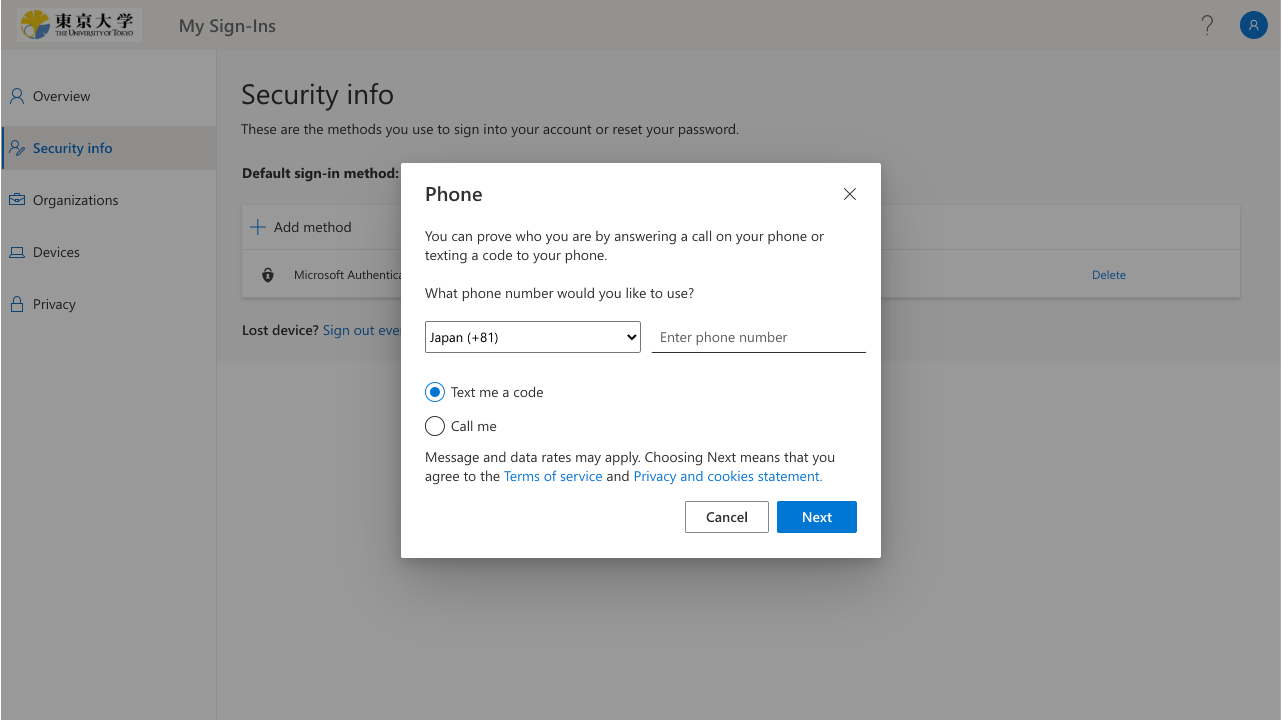 東京大学
THE UNIVERSITY OF TOKYO
My Sign-Ins
?
Overview
Security info
Organizations
Devices
Privacy
Security info
These are the methods you use to sign into your account or reset your password.
Default sign-in method:
Add method
Microsoft Authentica
Delete
Lost device? Sign out ever
Phone
You can prove who you are by answering a call on your phone or
texting a code to your phone.
What phone number would you like to use?
Japan (+81)
Enter phone number
Text me a code
Call me
Message and data rates may apply. Choosing Next means that you
agree to the Terms of service and Privacy and cookies statement.
Cancel
Next